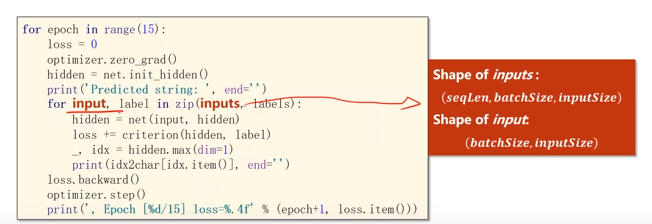 for epoch in range(15):
    loss = 0
    optimizer.zero_grad()
    hidden = net.init_hidden()
    print('Predicted string: ', end='')
    for input, label in zip(inputs, labels):
        hidden = net(input, hidden)
        loss += criterion(hidden, label)
        _, idx = hidden.max(dim=1)
        print(idx2char[idx.item()], end='')
    loss.backward()
    optimizer.step()
    print(', Epoch [%d/15] loss=%.4f' % (epoch+1, loss.item()))
Shape of inputs:
(seqLen, batchSize, inputSize)
Shape of input:
(batchSize, inputSize)